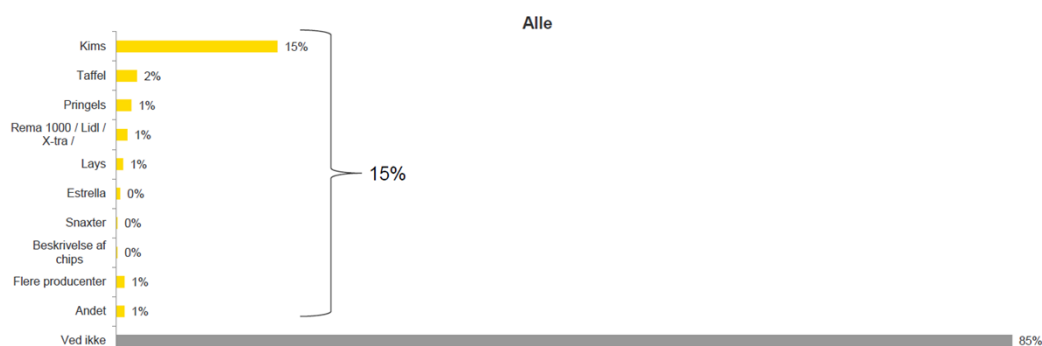 Alle
Kims 15%
Taffel 2%
Pringels 1%
Rema 1000 / Lidl /
X-tra / 1%
Lays 1%
Estrella 0%
Snaxter 0%
Beskrivelse af
chips 0%
Flere producenter 1%
Andet 1%
15%
Ved ikke 85%